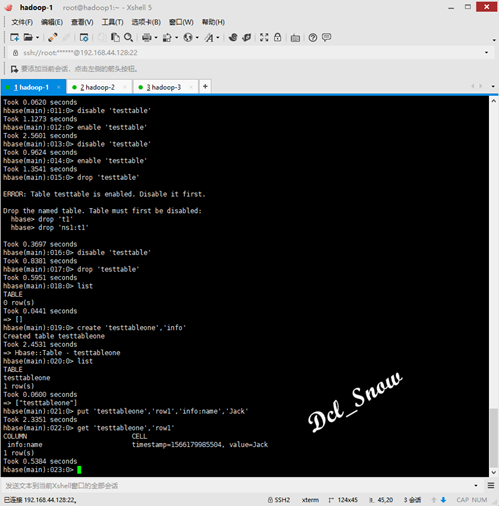 hadoop-1    root@hadoop1:~ - Xshell 5
文件(F) 编辑(E) 查看(V) 工具(T) 选项卡(B) 窗口(W) 帮助(H)
ssh://root:******@192.168.44.128:22
要添加当前会话，点击左侧的箭头按钮。
1 hadoop-1 × 2 hadoop-2 × 3 hadoop-3 × +
Took 0.0620 seconds
hbase(main):011:0> disable 'testtable'
Took 1.1273 seconds
hbase(main):012:0> enable 'testtable'
Took 2.5601 seconds
hbase(main):013:0> disable 'testtable'
Took 0.9624 seconds
hbase(main):014:0> enable 'testtable'
Took 1.3541 seconds
hbase(main):015:0> drop 'testtable'
ERROR: Table testtable is enabled. Disable it first.
Drop the named table. Table must first be disabled:
  hbase> drop 't1'
  hbase> drop 'ns1:t1'
Took 0.3697 seconds
hbase(main):016:0> disable 'testtable'
Took 0.8381 seconds
hbase(main):017:0> drop 'testtable'
Took 0.5951 seconds
hbase(main):018:0> list
TABLE
0 row(s)
Took 0.0441 seconds
=> []
hbase(main):019:0> create 'testtableone','info'
Created table testtableone
Took 2.4531 seconds
=> Hbase::Table - testtableone
hbase(main):020:0> list
TABLE
testtableone
1 row(s)
Took 0.0600 seconds
=> ["testtableone"]
hbase(main):021:0> put 'testtableone','row1','info:name','Jack'
Took 2.3351 seconds
hbase(main):022:0> get 'testtableone','row1'
COLUMN                CELL
 info:name            timestamp=1566179985504, value=Jack
1 row(s)
Took 0.5384 seconds
hbase(main):023:0>
Dcl_Snow
发送文本到当前Xshell窗口的全部会话
已连接 192.168.44.128:22。 SSH2 xterm 124x45 45,20 3 会话 CAP NUM